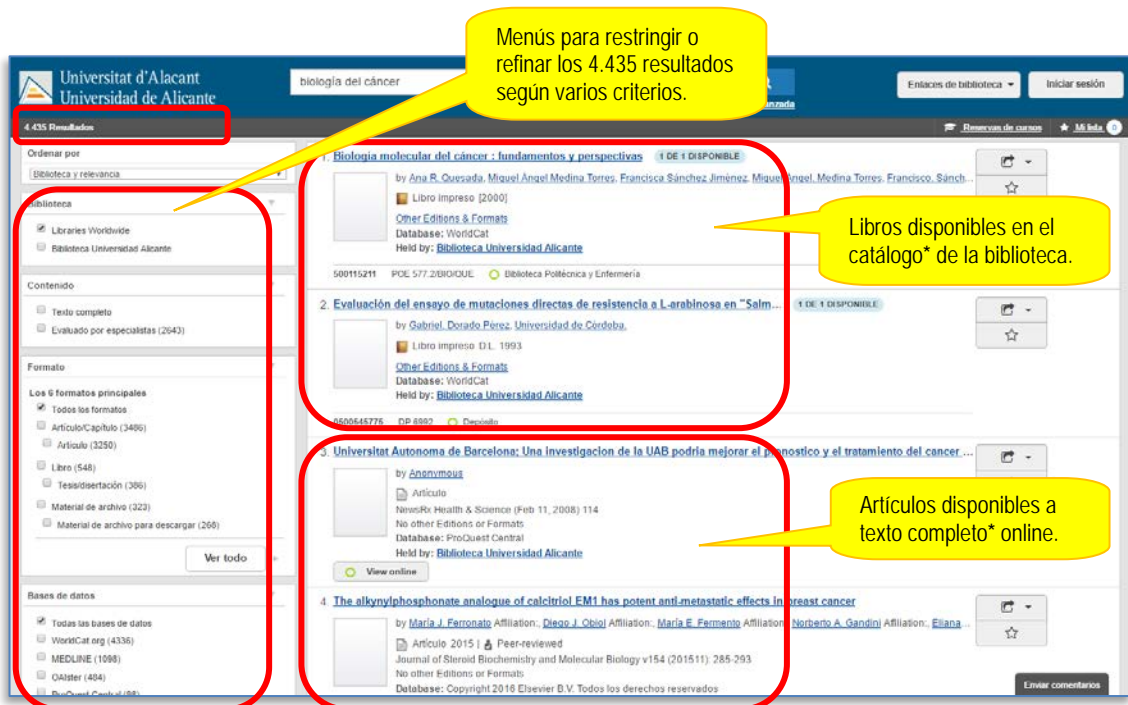 Menús para restringir o
refinar los 4.435 resultados
según varios criterios.
Universitat d'Alacant
Universidad de Alicante
biología del cáncer
anzada
Enlaces de biblioteca
Iniciar sesión
4.435 Resultados
Reservas de cursos
Mi lista 0
Ordenar por
Biblioteca y relevancia
Biblioteca
Libraries Worldwide
Biblioteca Universidad Alicante
Contenido
Texto completo
Evaluado por especialistas (2643)
Formato
Los 6 formatos principales
Todos los formatos
Artículo/Capítulo (3486)
Artículo (3250)
Libro (548)
Tesis/disertación (386)
Material de archivo (323)
Material de archivo para descargar (268)
Ver todo
Bases de datos
Todas las bases de datos
WorldCat.org (4336)
MEDLINE (1098)
OAIster (484)
ProQuest Central (98)
1. Biología molecular del cáncer : fundamentos y perspectivas 1 DE 1 DISPONIBLE
by Ana R. Quesada, Miguel Ángel Medina Torres, Francisca Sánchez Jiménez, Miguel Ángel, Medina Torres, Francisco, Sánch...
Libro impreso [2000]
Other Editions & Formats
Database: WorldCat
Held by: Biblioteca Universidad Alicante
500115211 POE 577.2/BIO/QUE Biblioteca Politécnica y Enfermería
Libros disponibles en el
catálogo* de la biblioteca.
2. Evaluación del ensayo de mutaciones directas de resistencia a L-arabinosa en "Salm... 1 DE 1 DISPONIBLE
by Gabriel, Dorado Pérez, Universidad de Córdoba,
Libro impreso D.L. 1993
Other Editions & Formats
Database: WorldCat
Held by: Biblioteca Universidad Alicante
0500545775 DP 8992 Depósito
3. Universitat Autonoma de Barcelona; Una investigacion de la UAB podria mejorar el pronostico y el tratamiento del cancer ...
by Anonymous
Artículo
NewsRx Health & Science (Feb 11, 2008) 114
No other Editions or Formats
Database: ProQuest Central
Held by: Biblioteca Universidad Alicante
View online
Artículos disponibles a
texto completo* online.
4. The alkynylphosphonate analogue of calcitriol EM1 has potent anti-metastatic effects in breast cancer
by María J. Ferronato Affiliation:, Diego J. Obiol Affiliation:, María E. Fermento Affiliation: Norberto A. Gandini Affiliation:, Eliana...
Artículo 2015 | Peer-reviewed
Journal of Steroid Biochemistry and Molecular Biology v154 (201511): 285-293
No other Editions or Formats
Database: Copyright 2016 Elsevier B.V. Todos los derechos reservados
Enviar comentarios